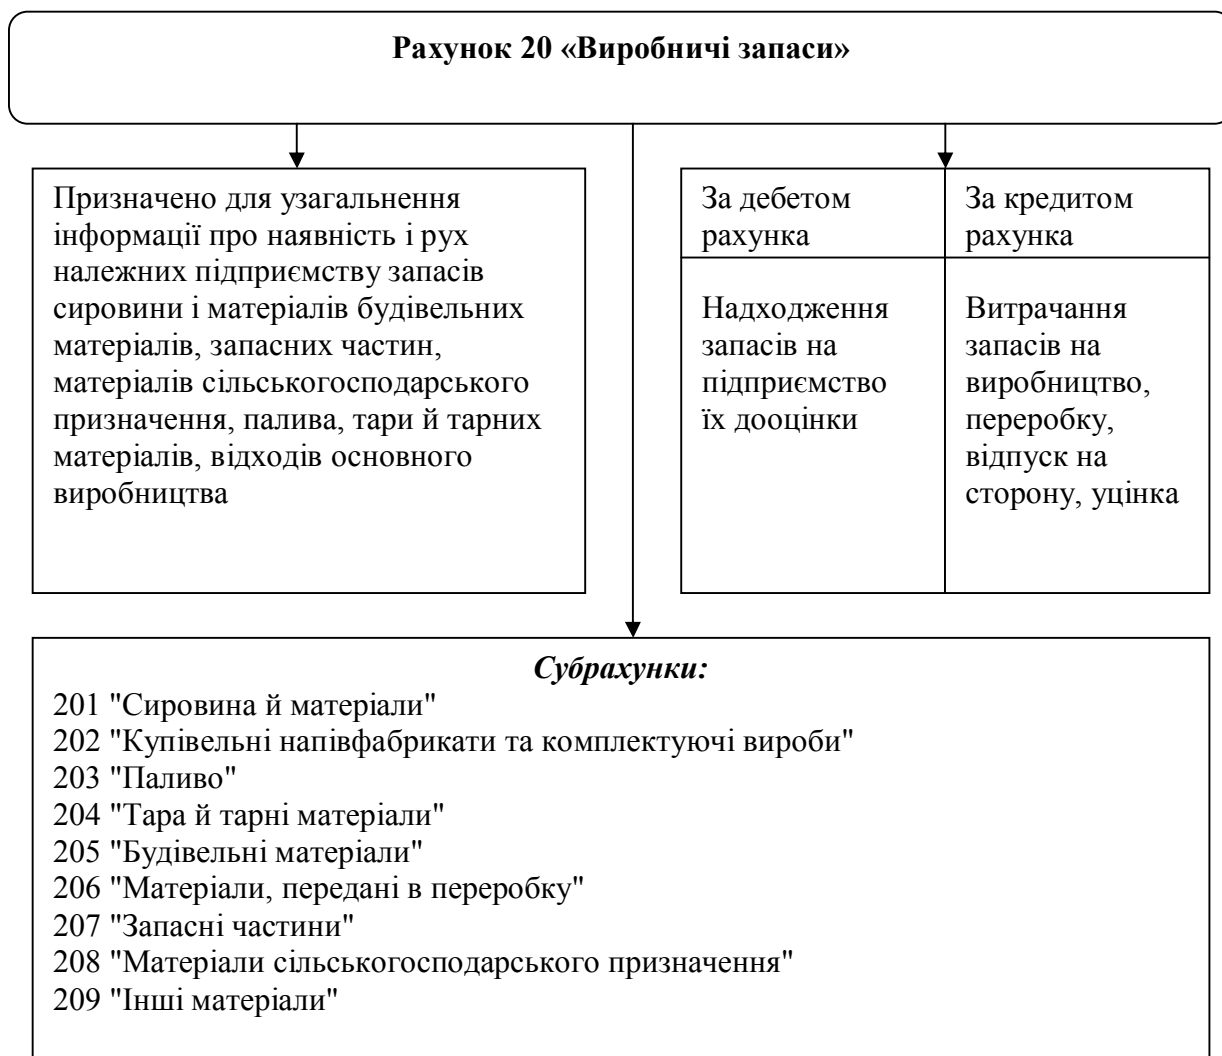 Рахунок 20 «Виробничі запаси»
Призначено для узагальнення
інформації про наявність і рух
належних підприємству запасів
сировини і матеріалів будівельних
матеріалів, запасних частин,
матеріалів сільськогосподарського
призначення, палива, тари й тарних
матеріалів, відходів основного
виробництва
За дебетом
рахунка
За кредитом
рахунка
Надходження
запасів на
підприємство
їх дооцінки
Витрачання
запасів на
виробництво,
переробку,
відпуск на
сторону, уцінка
Субрахунки:
201 "Сировина й матеріали"
202 "Купівельні напівфабрикати та комплектуючі вироби"
203 "Паливо"
204 "Тара й тарні матеріали"
205 "Будівельні матеріали"
206 "Матеріали, передані в переробку"
207 "Запасні частини"
208 "Матеріали сільськогосподарського призначення"
209 "Інші матеріали"